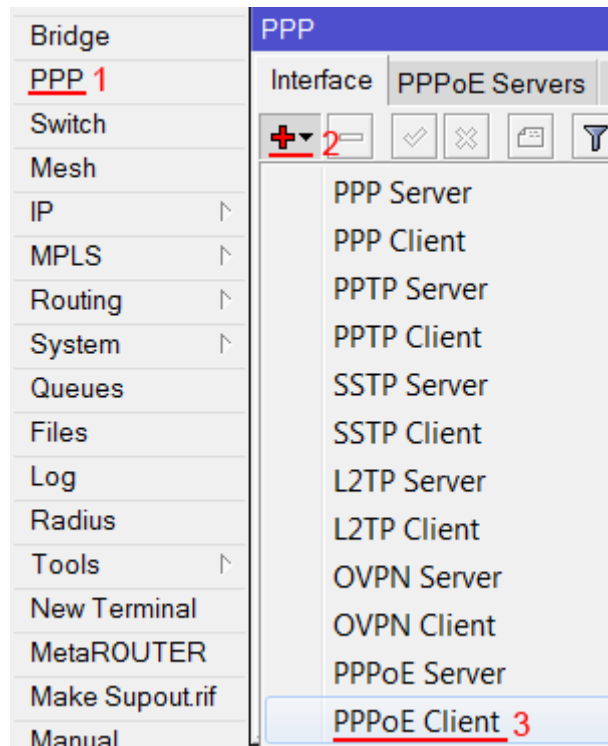 Bridge
PPP 1
Switch
Mesh
IP
MPLS
Routing
System
Queues
Files
Log
Radius
Tools
New Terminal
MetaROUTER
Make Supout.rif
Manual
PPP
Interface PPPoE Servers
2
PPP Server
PPP Client
PPTP Server
PPTP Client
SSTP Server
SSTP Client
L2TP Server
L2TP Client
OVPN Server
OVPN Client
PPPoE Server
PPPoE Client 3